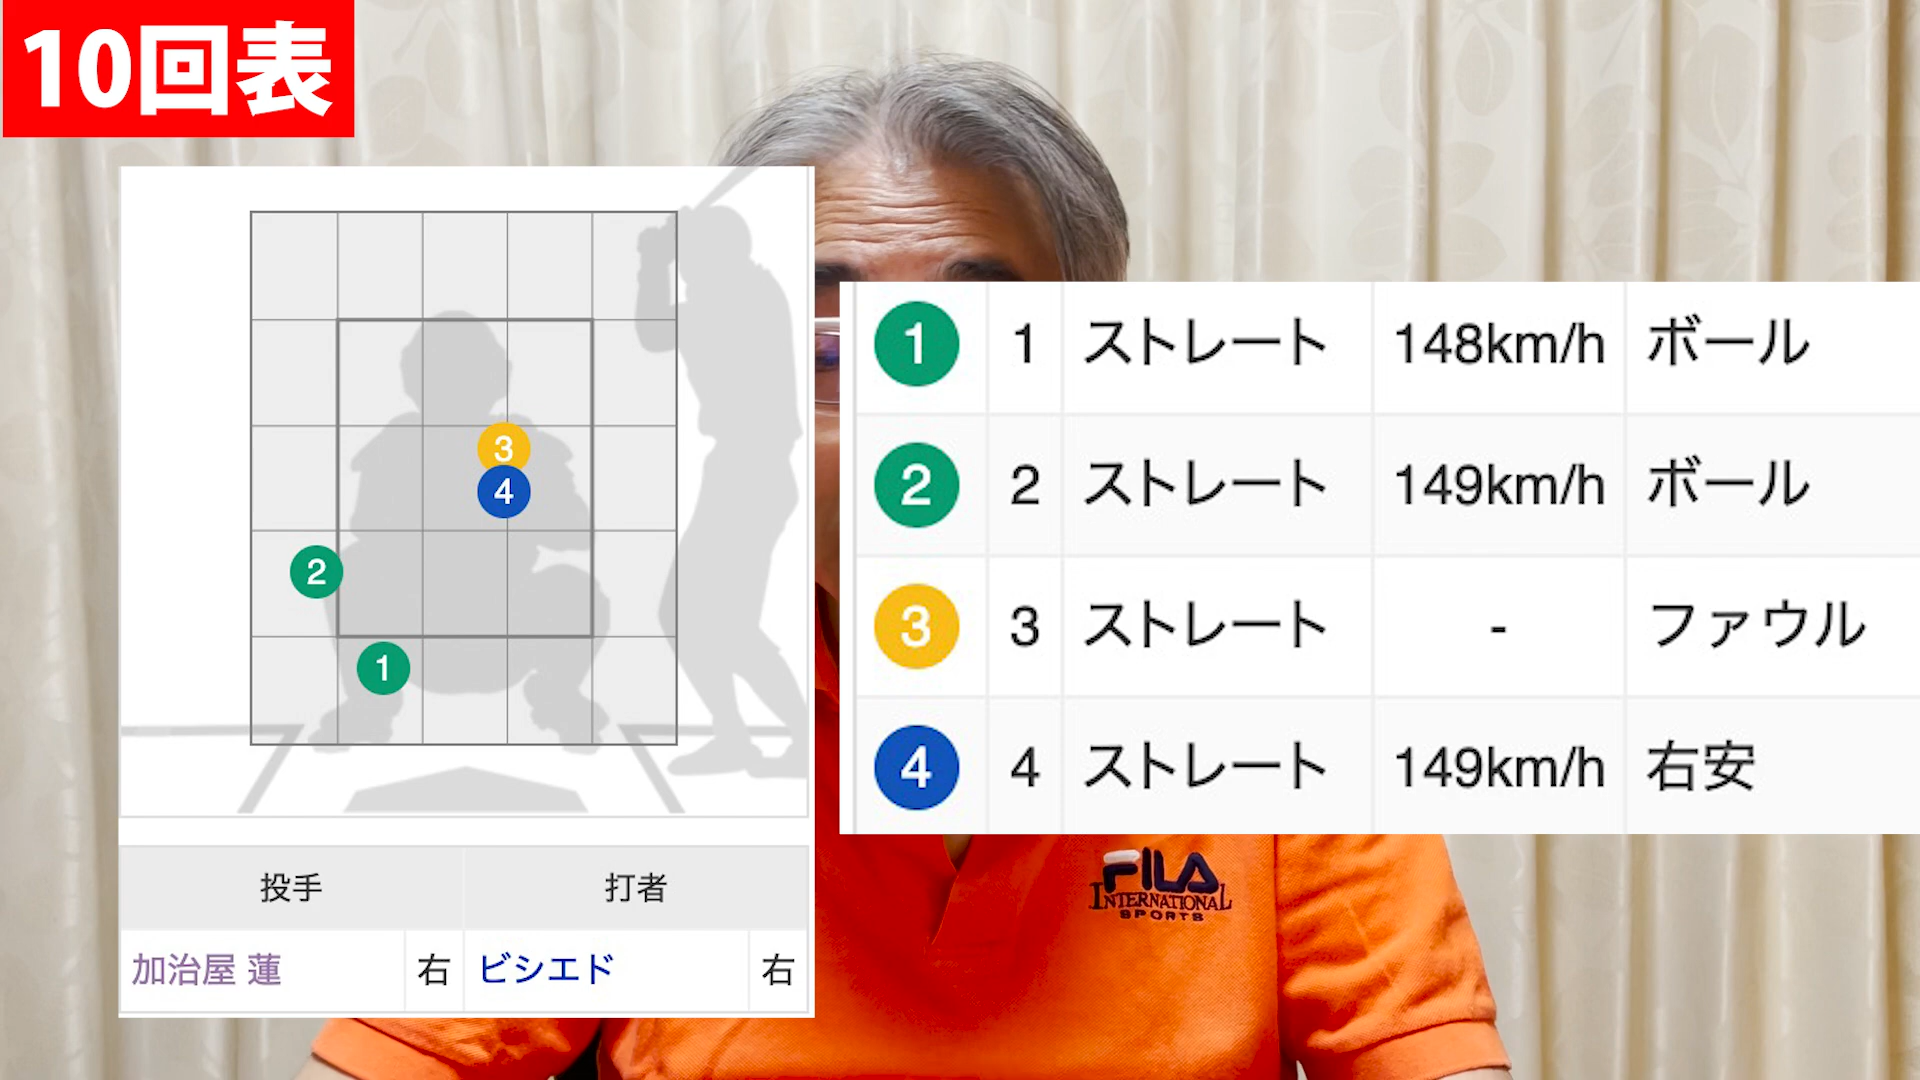 10回表
3
4
2
1
投手 打者
加治屋 蓮 右 ビシエド 右
1 1 ストレート 148km/h ボール
2 2 ストレート 149km/h ボール
3 3 ストレート - ファウル
4 4 ストレート 149km/h 右安
FILA
INTERNATIONAL
SPORTS